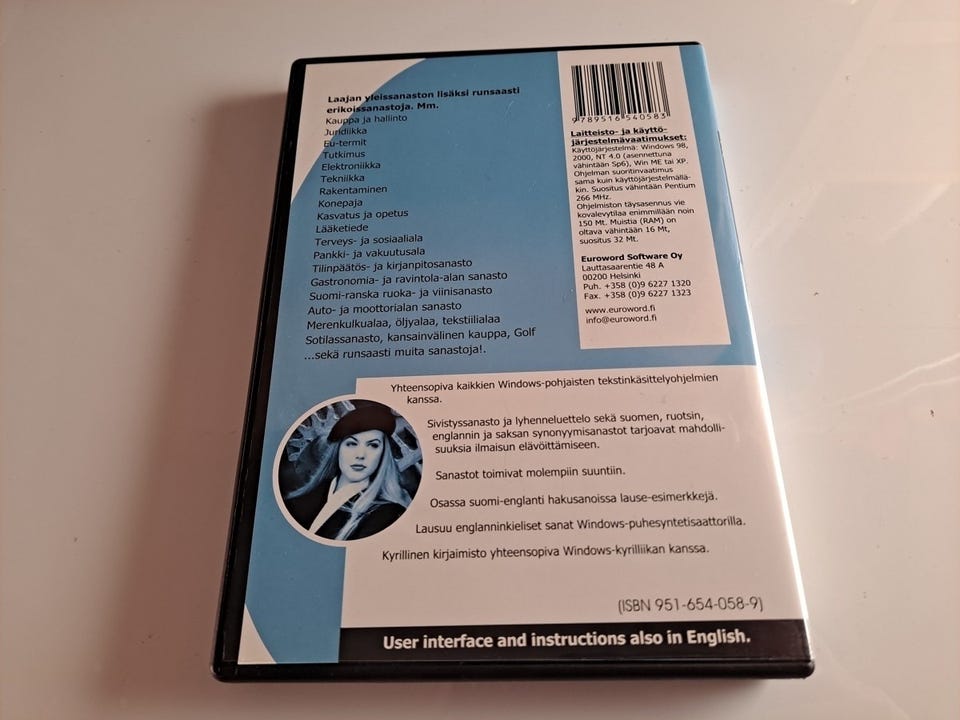 Laajan yleissanaston lisäksi runsaasti
erikoissanastoja. Mm.
Kauppa ja hallinto
Juridiikka
Eu-termit
Tutkimus
Elektroniikka
Tekniikka
Rakentaminen
Konepaja
Kasvatus ja opetus
Lääketiede
Terveys- ja sosiaaliala
Pankki- ja vakuutusala
Tilinpäätös- ja kirjanpitosanasto
Gastronomia- ja ravintola-alan sanasto
Suomi-ranska ruoka- ja viinisanasto
Auto- ja moottorialan sanasto
Merenkulkualaa, öljyalaa, tekstiilialaa
Sotilassanasto, kansainvälinen kauppa, Golf
...sekä runsaasti muita sanastoja!.
9789516540583
Laitteisto- ja käyttö-
järjestelmävaatimukset:
Käyttöjärjestelmä: Windows 98,
2000, NT 4.0 (asennettuna
vähintään Sp6), Win ME tai XP.
Ohjelman suoritinvaatimus
sama kuin käyttöjärjestelmällä-
kin. Suositus vähintään Pentium
266 MHz.
Ohjelmiston täysasennus vie
kovalevytilaa enimmillään noin
150 Mt. Muistia (RAM) on
oltava vähintään 16 Mt,
suositus 32 Mt.
Euroword Software Oy
Lauttasaarentie 48 A
00200 Helsinki
Puh. +358 (0)9 6227 1320
Fax. +358 (0)9 6227 1323
www.euroword.fi
info@euroword.fi
Yhteensopiva kaikkien Windows-pohjaisten tekstinkäsittelyohjelmien
kanssa.
Sivistyssanasto ja lyhenneluettelo sekä suomen, ruotsin,
englannin ja saksan synonyymisanastot tarjoavat mahdolli-
suuksia ilmaisun elävöittämiseen.
Sanastot toimivat molempiin suuntiin.
Osassa suomi-englanti hakusanoissa lause-esimerkkejä.
Lausuu englanninkieliset sanat Windows-puhesyntetisaattorilla.
Kyrillinen kirjaimisto yhteensopiva Windows-kyrilliikan kanssa.
(ISBN 951-654-058-9)
User interface and instructions also in English.